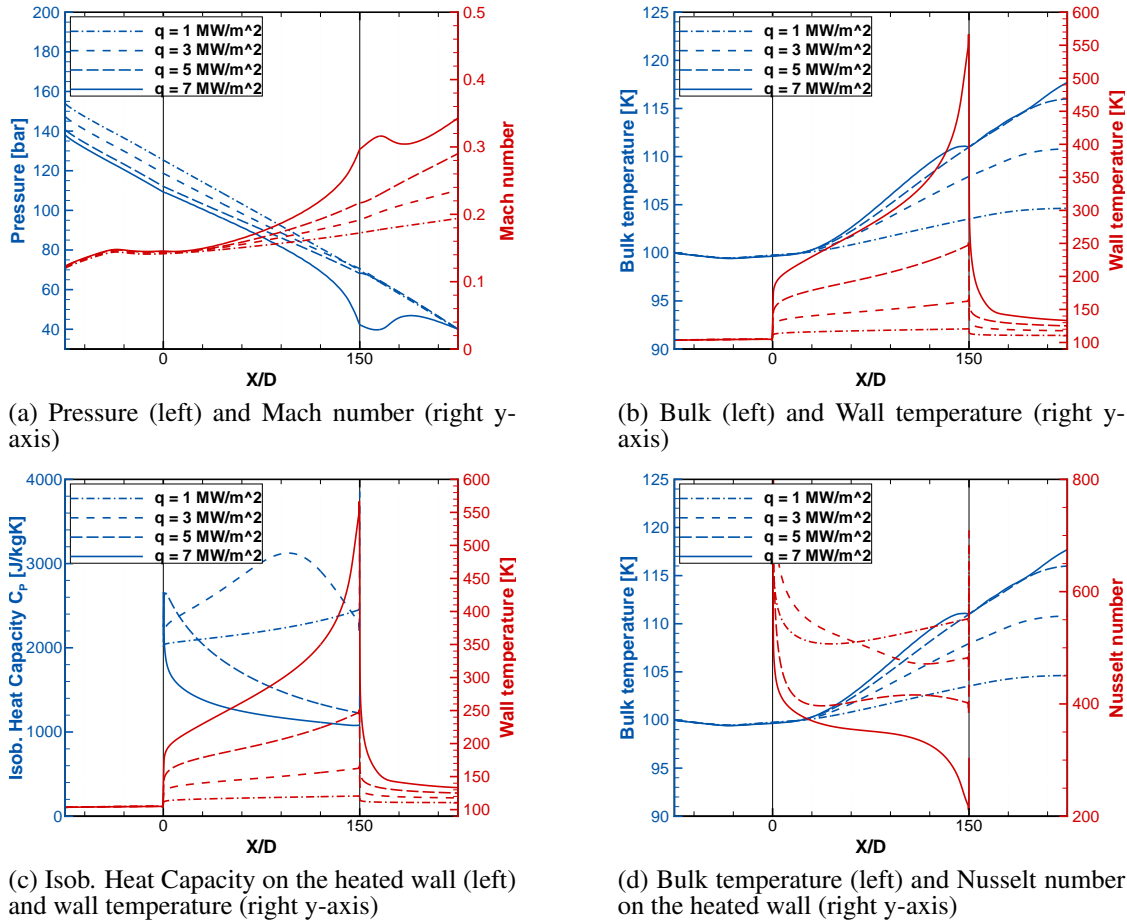 200
180
160
140
120
100
80
60
40
Pressure [bar]
q = 1 MW/m^2
q = 3 MW/m^2
q = 5 MW/m^2
q = 7 MW/m^2
0.5
0.4
0.3
0.2
0.1
0
Mach number
0 150
X/D
(a) Pressure (left) and Mach number (right y-
axis)
125
120
115
110
105
100
95
90
Bulk temperature [K]
q = 1 MW/m^2
q = 3 MW/m^2
q = 5 MW/m^2
q = 7 MW/m^2
600
550
500
450
400
350
300
250
200
150
100
Wall temperature [K]
0 150
X/D
(b) Bulk (left) and Wall temperature (right y-
axis)
4000
3000
2000
1000
0
Isob. Heat Capacity C_P [J/kgK]
q = 1 MW/m^2
q = 3 MW/m^2
q = 5 MW/m^2
q = 7 MW/m^2
600
550
500
450
400
350
300
250
200
150
100
Wall temperature [K]
0 150
X/D
(c) Isob. Heat Capacity on the heated wall (left)
and wall temperature (right y-axis)
125
120
115
110
105
100
95
90
Bulk temperature [K]
q = 1 MW/m^2
q = 3 MW/m^2
q = 5 MW/m^2
q = 7 MW/m^2
800
600
400
200
Nusselt number
0 150
X/D
(d) Bulk temperature (left) and Nusselt number
on the heated wall (right y-axis)